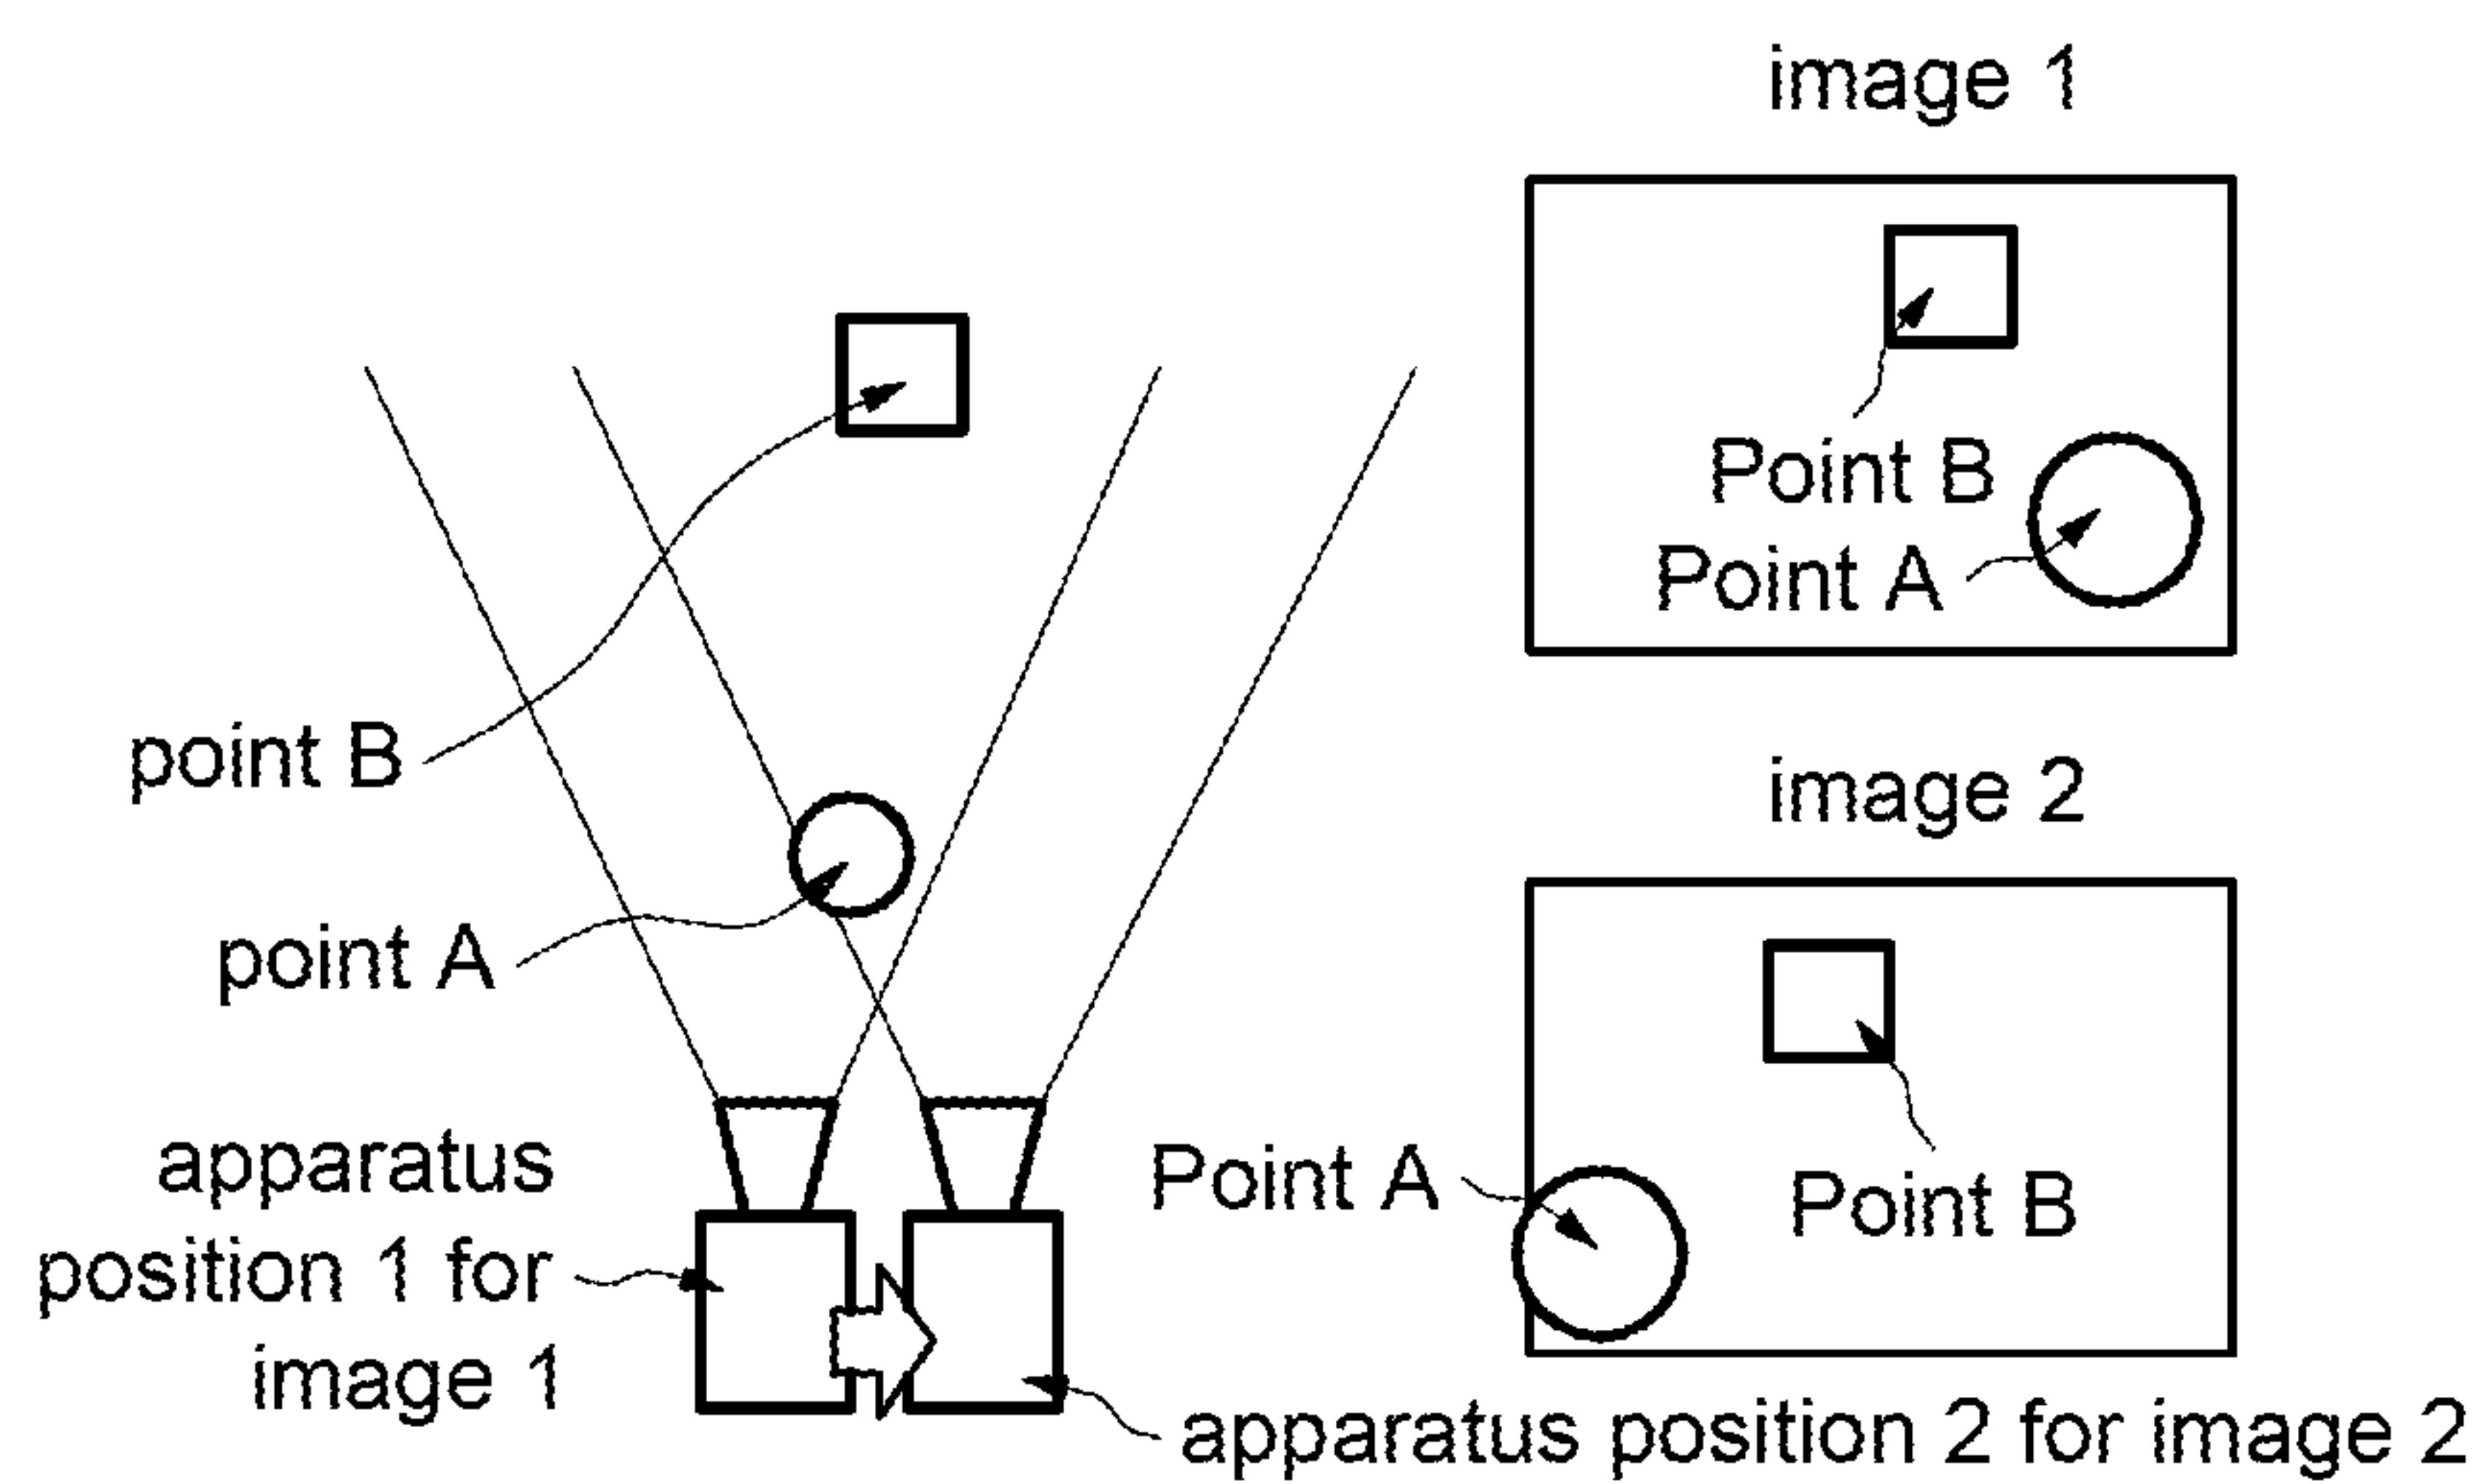 image 1
Point B
Point A
point B
image 2
point A
apparatus
position 1 for
image 1
Point A
Point B
apparatus position 2 for image 2